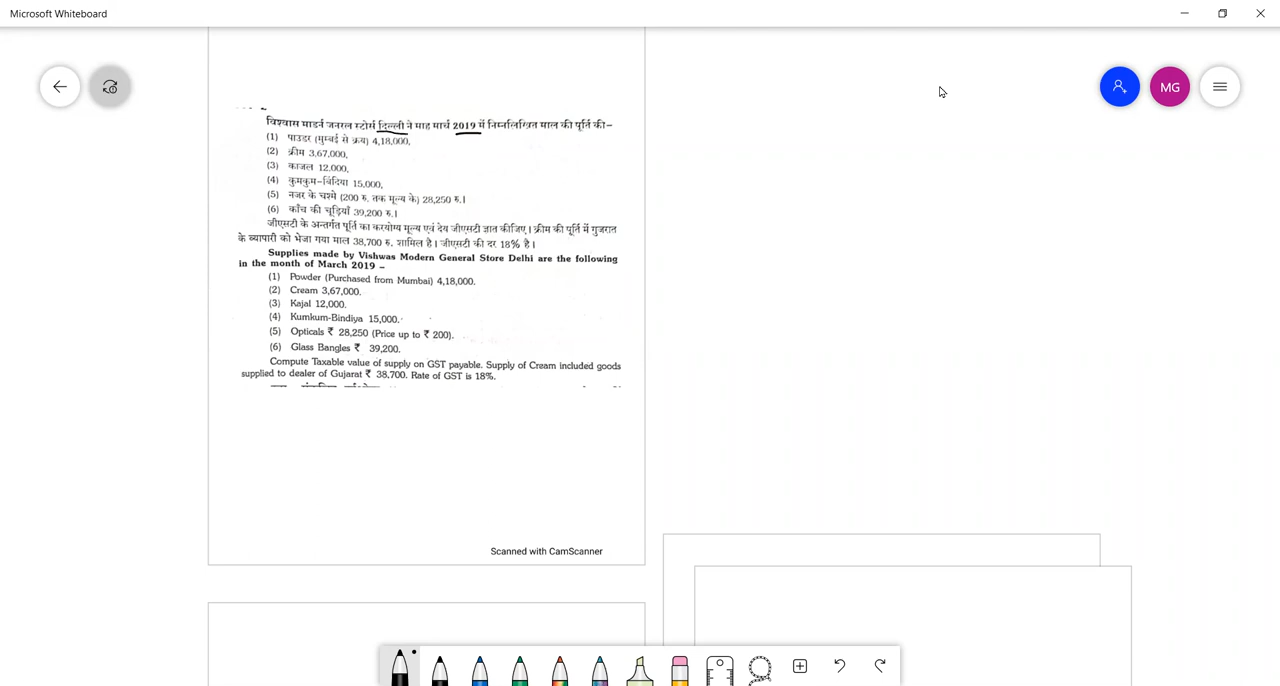 Microsoft Whiteboard
MG
विश्वास माडर्न जनरल स्टोर्स दिल्ली ने माह मार्च 2019 में निम्नलिखित माल की पूर्ति की–
(1) पाउडर (मुम्बई से क्रय) 4,18,000,
(2) क्रीम 3,67,000,
(3) काजल 12,000,
(4) कुमकुम-बिंदिया 15,000,
(5) नजर के चश्मे (200 रु. तक मूल्य के) 28,250 रु.।
(6) काँच की चूड़ियाँ 39,200 रु.।
जीएसटी के अन्तर्गत पूर्ति का करयोग्य मूल्य एवं देय जीएसटी ज्ञात कीजिए। क्रीम की पूर्ति में गुजरात
के व्यापारी को भेजा गया माल 38,700 रु. शामिल है। जीएसटी की दर 18% है।
Supplies made by Vishwas Modern General Store Delhi are the following
in the month of March 2019 –
(1) Powder (Purchased from Mumbai) 4,18,000.
(2) Cream 3,67,000.
(3) Kajal 12,000.
(4) Kumkum-Bindiya 15,000.
(5) Opticals ₹ 28,250 (Price up to ₹ 200).
(6) Glass Bangles ₹ 39,200.
Compute Taxable value of supply on GST payable. Supply of Cream included goods
supplied to dealer of Gujarat ₹ 38,700. Rate of GST is 18%.
Scanned with CamScanner